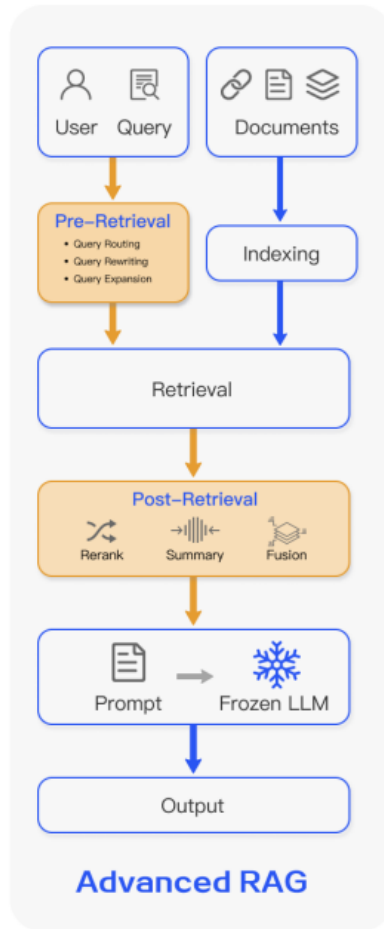 User Query
Documents
Pre-Retrieval
• Query Routing
• Query Rewriting
• Query Expansion
Indexing
Retrieval
Post-Retrieval
Rerank Summary Fusion
Prompt Frozen LLM
Output
Advanced RAG